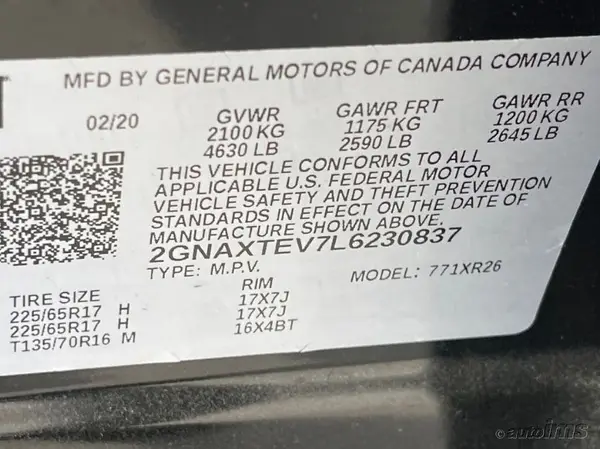 MFD BY GENERAL MOTORS OF CANADA COMPANY
02/20 GVWR GAWR FRT GAWR RR
2100 KG 1175 KG 1200 KG
4630 LB 2590 LB 2645 LB
THIS VEHICLE CONFORMS TO ALL
APPLICABLE U.S. FEDERAL MOTOR
VEHICLE SAFETY AND THEFT PREVENTION
STANDARDS IN EFFECT ON THE DATE OF
MANUFACTURE SHOWN ABOVE.
2GNAXTEV7L6230837
TYPE: M.P.V. MODEL: 771XR26
TIRE SIZE RIM
225/65R17 H 17X7J
225/65R17 H 17X7J
T135/70R16 M 16X4BT
©autoims